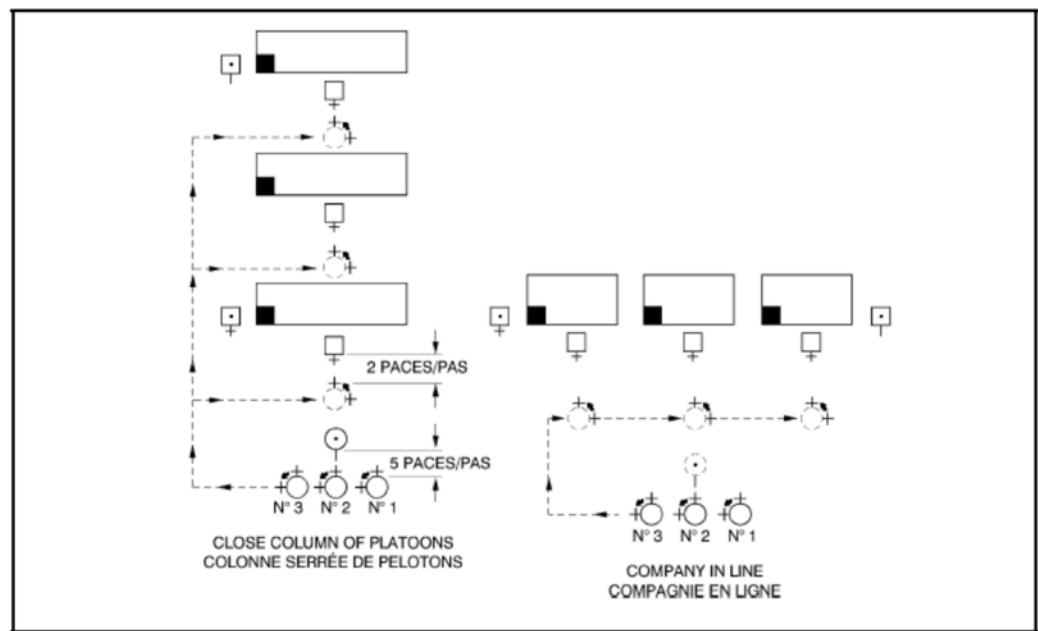 2 PACES/PAS
5 PACES/PAS
N° 3 N° 2 N° 1
CLOSE COLUMN OF PLATOONS
COLONNE SERRÉE DE PELOTONS
N° 3 N° 2 N° 1
COMPANY IN LINE
COMPAGNIE EN LIGNE